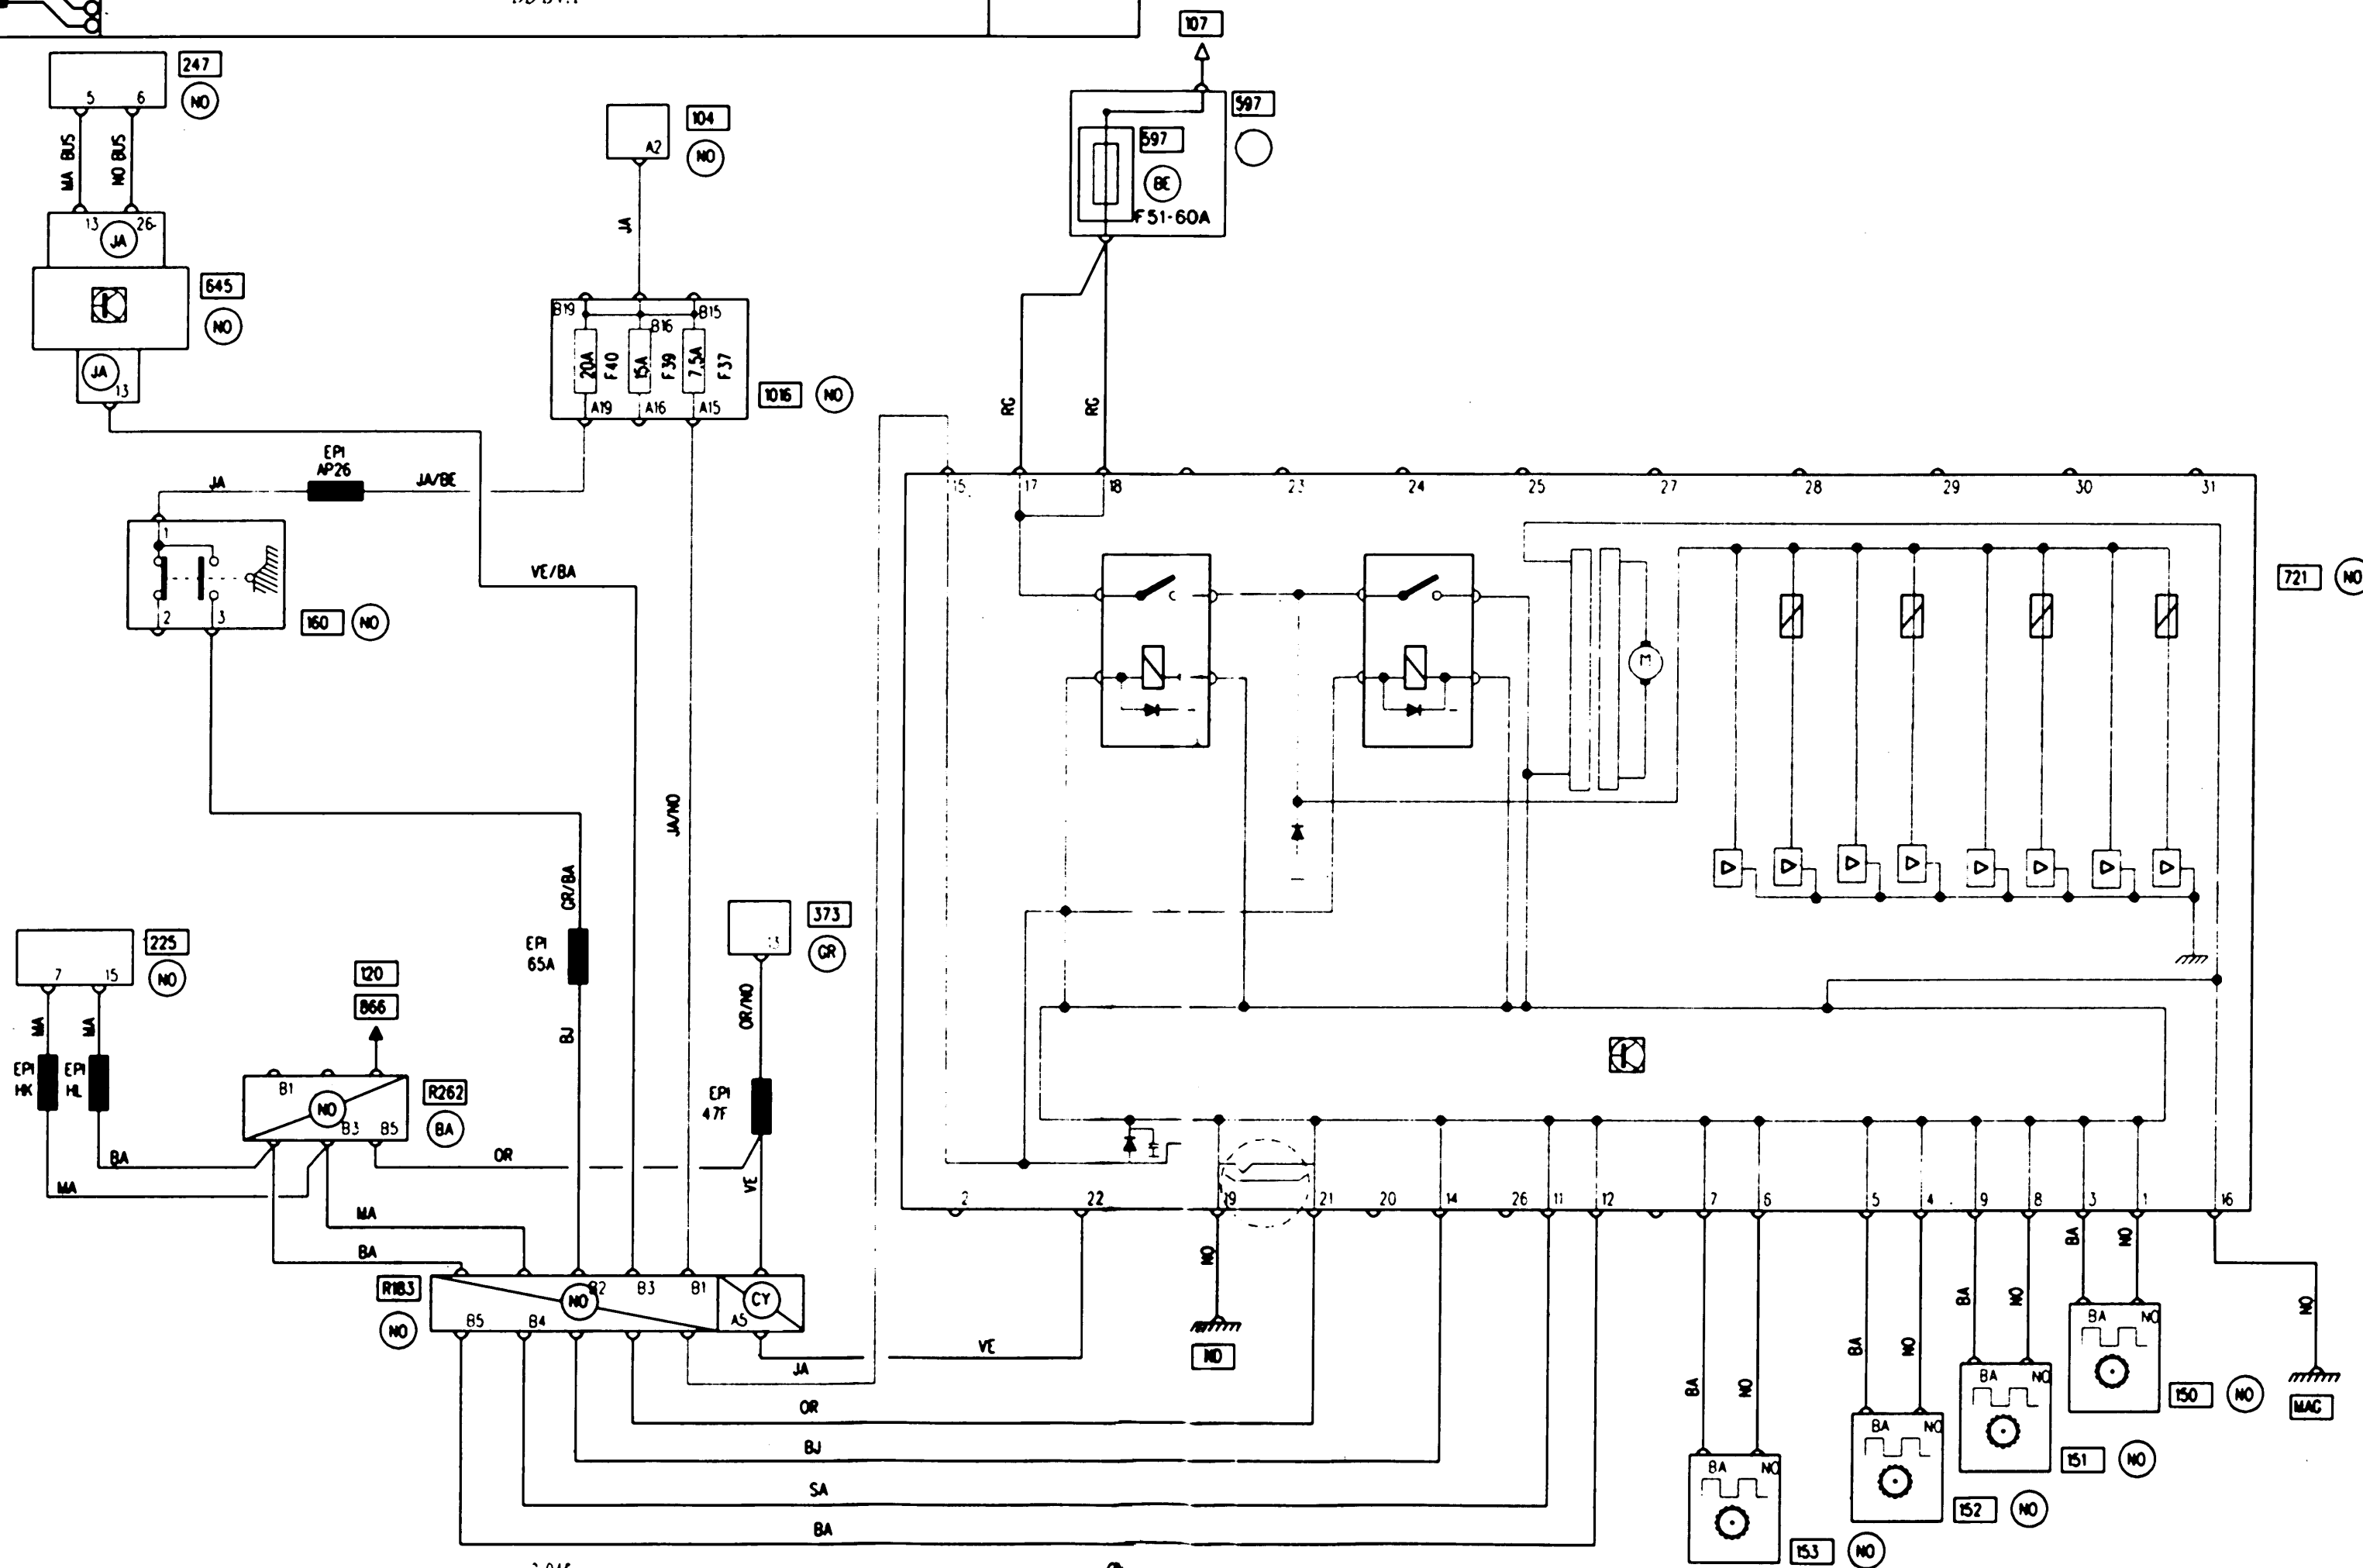 107
247
NO
5 6
MA BUS
NO BUS
13 JA 26
645
NO
JA
13
104
A2
NO
JA
597
597
BE
F51-60A
B19 B16 B15
20A F40 15A F39 7.5A F37
A19 A16 A15
1016 NO
RG RG
EPI
AP26
JA JA/BE
1
2 3
160 NO
VE/BA
JA/NO
GR/BA
EPI
65A
BJ
373
13
GR
OR/NO
EPI
47F
VE
225
7 15
NO
MA MA
EPI
HK
EPI
HL
120
866
B1
NO
B3 B5
R262
BA
BA
OR
MA
MA
BA
R183
NO
NO B2 B3 B1
CY
B5 B4 A5
15 17 18 23 24 25 27 28 29 30 31
721 NO
M
2 22 19 21 20 14 26 11 12 7 6 5 4 9 8 3 1 16
VE
JA
OR
BJ
SA
BA
NO
NO
BA NO
BA NO
153 NO
BA NO
BA NO
152 NO
BA NO
BA NO
151 NO
BA NO
BA NO
150 NO
NO
MAC